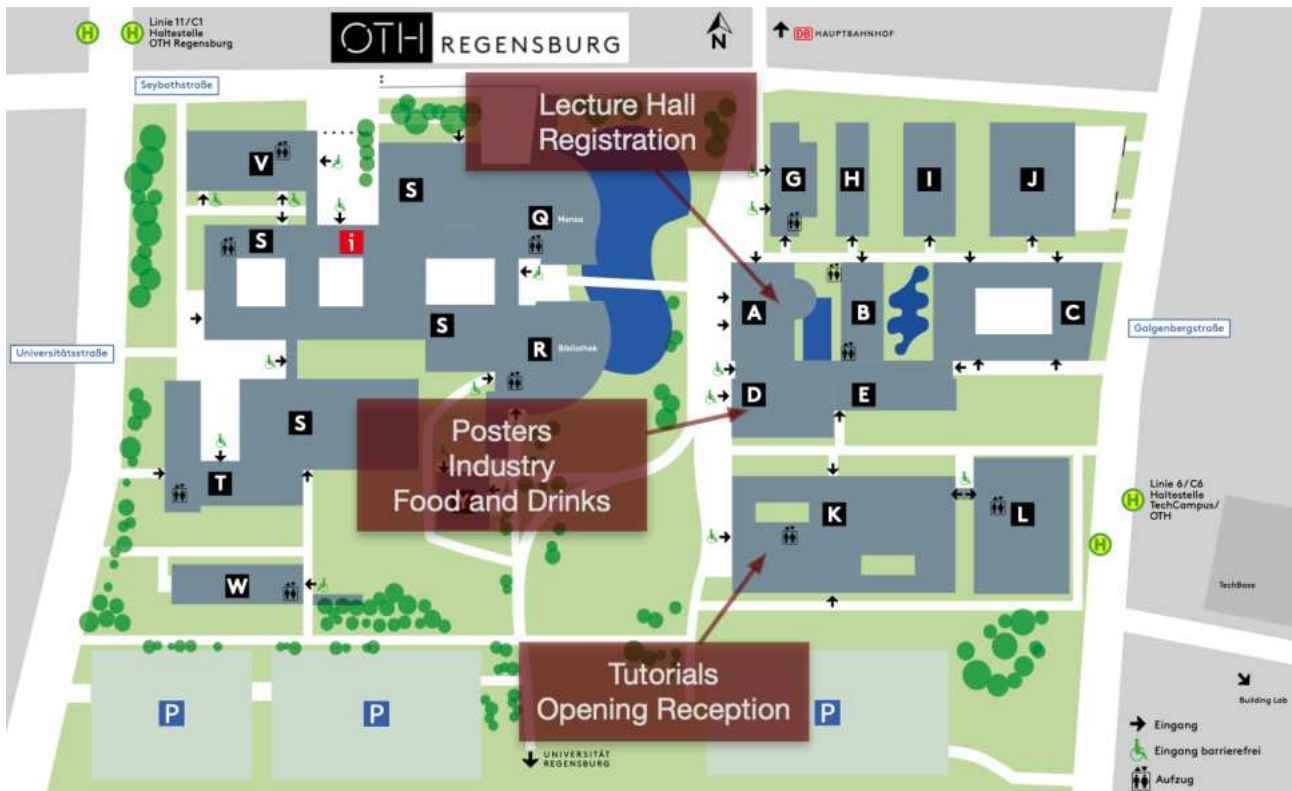 Linie 11/C1
Haltestelle
OTH Regensburg
OTH REGENSBURG
N
DB HAUPTBAHNHOF
Seybothstraße
Lecture Hall
Registration
V
S
G
H
I
J
Q Mensa
S
i
A
B
C
S
R Bibliothek
Universitätsstraße
Galgenbergstraße
D
E
S
Posters
Industry
Food and Drinks
T
K
L
Linie 6/C6
Haltestelle
TechCampus/
OTH
TechBase
W
Tutorials
Opening Reception
P
P
P
UNIVERSITÄT
REGENSBURG
Building Lab
Eingang
Eingang barrierefrei
Aufzug
H
H
H
H